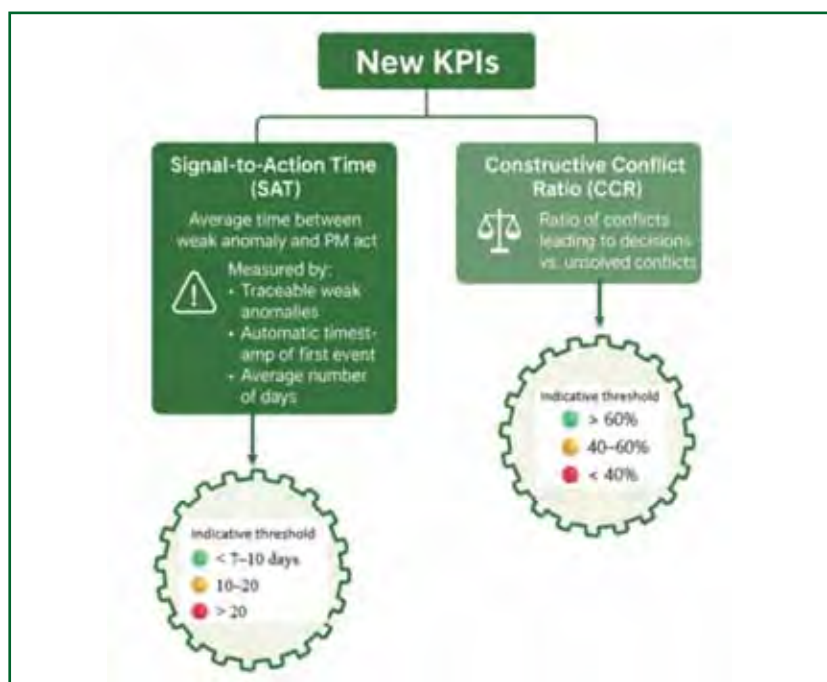 New KPIs
Signal-to-Action Time
(SAT)
Average time between
weak anomaly and PM act
Measured by:
• Traceable weak
anomalies
• Automatic timest-
amp of first event
• Average number
of days
Constructive Conflict
Ratio (CCR)
Ratio of conflicts
leading to decisions
vs. unsolved conflicts
Indicative threshold
> 60%
40–60%
< 40%
Indicative threshold
< 7–10 days
10–20
> 20